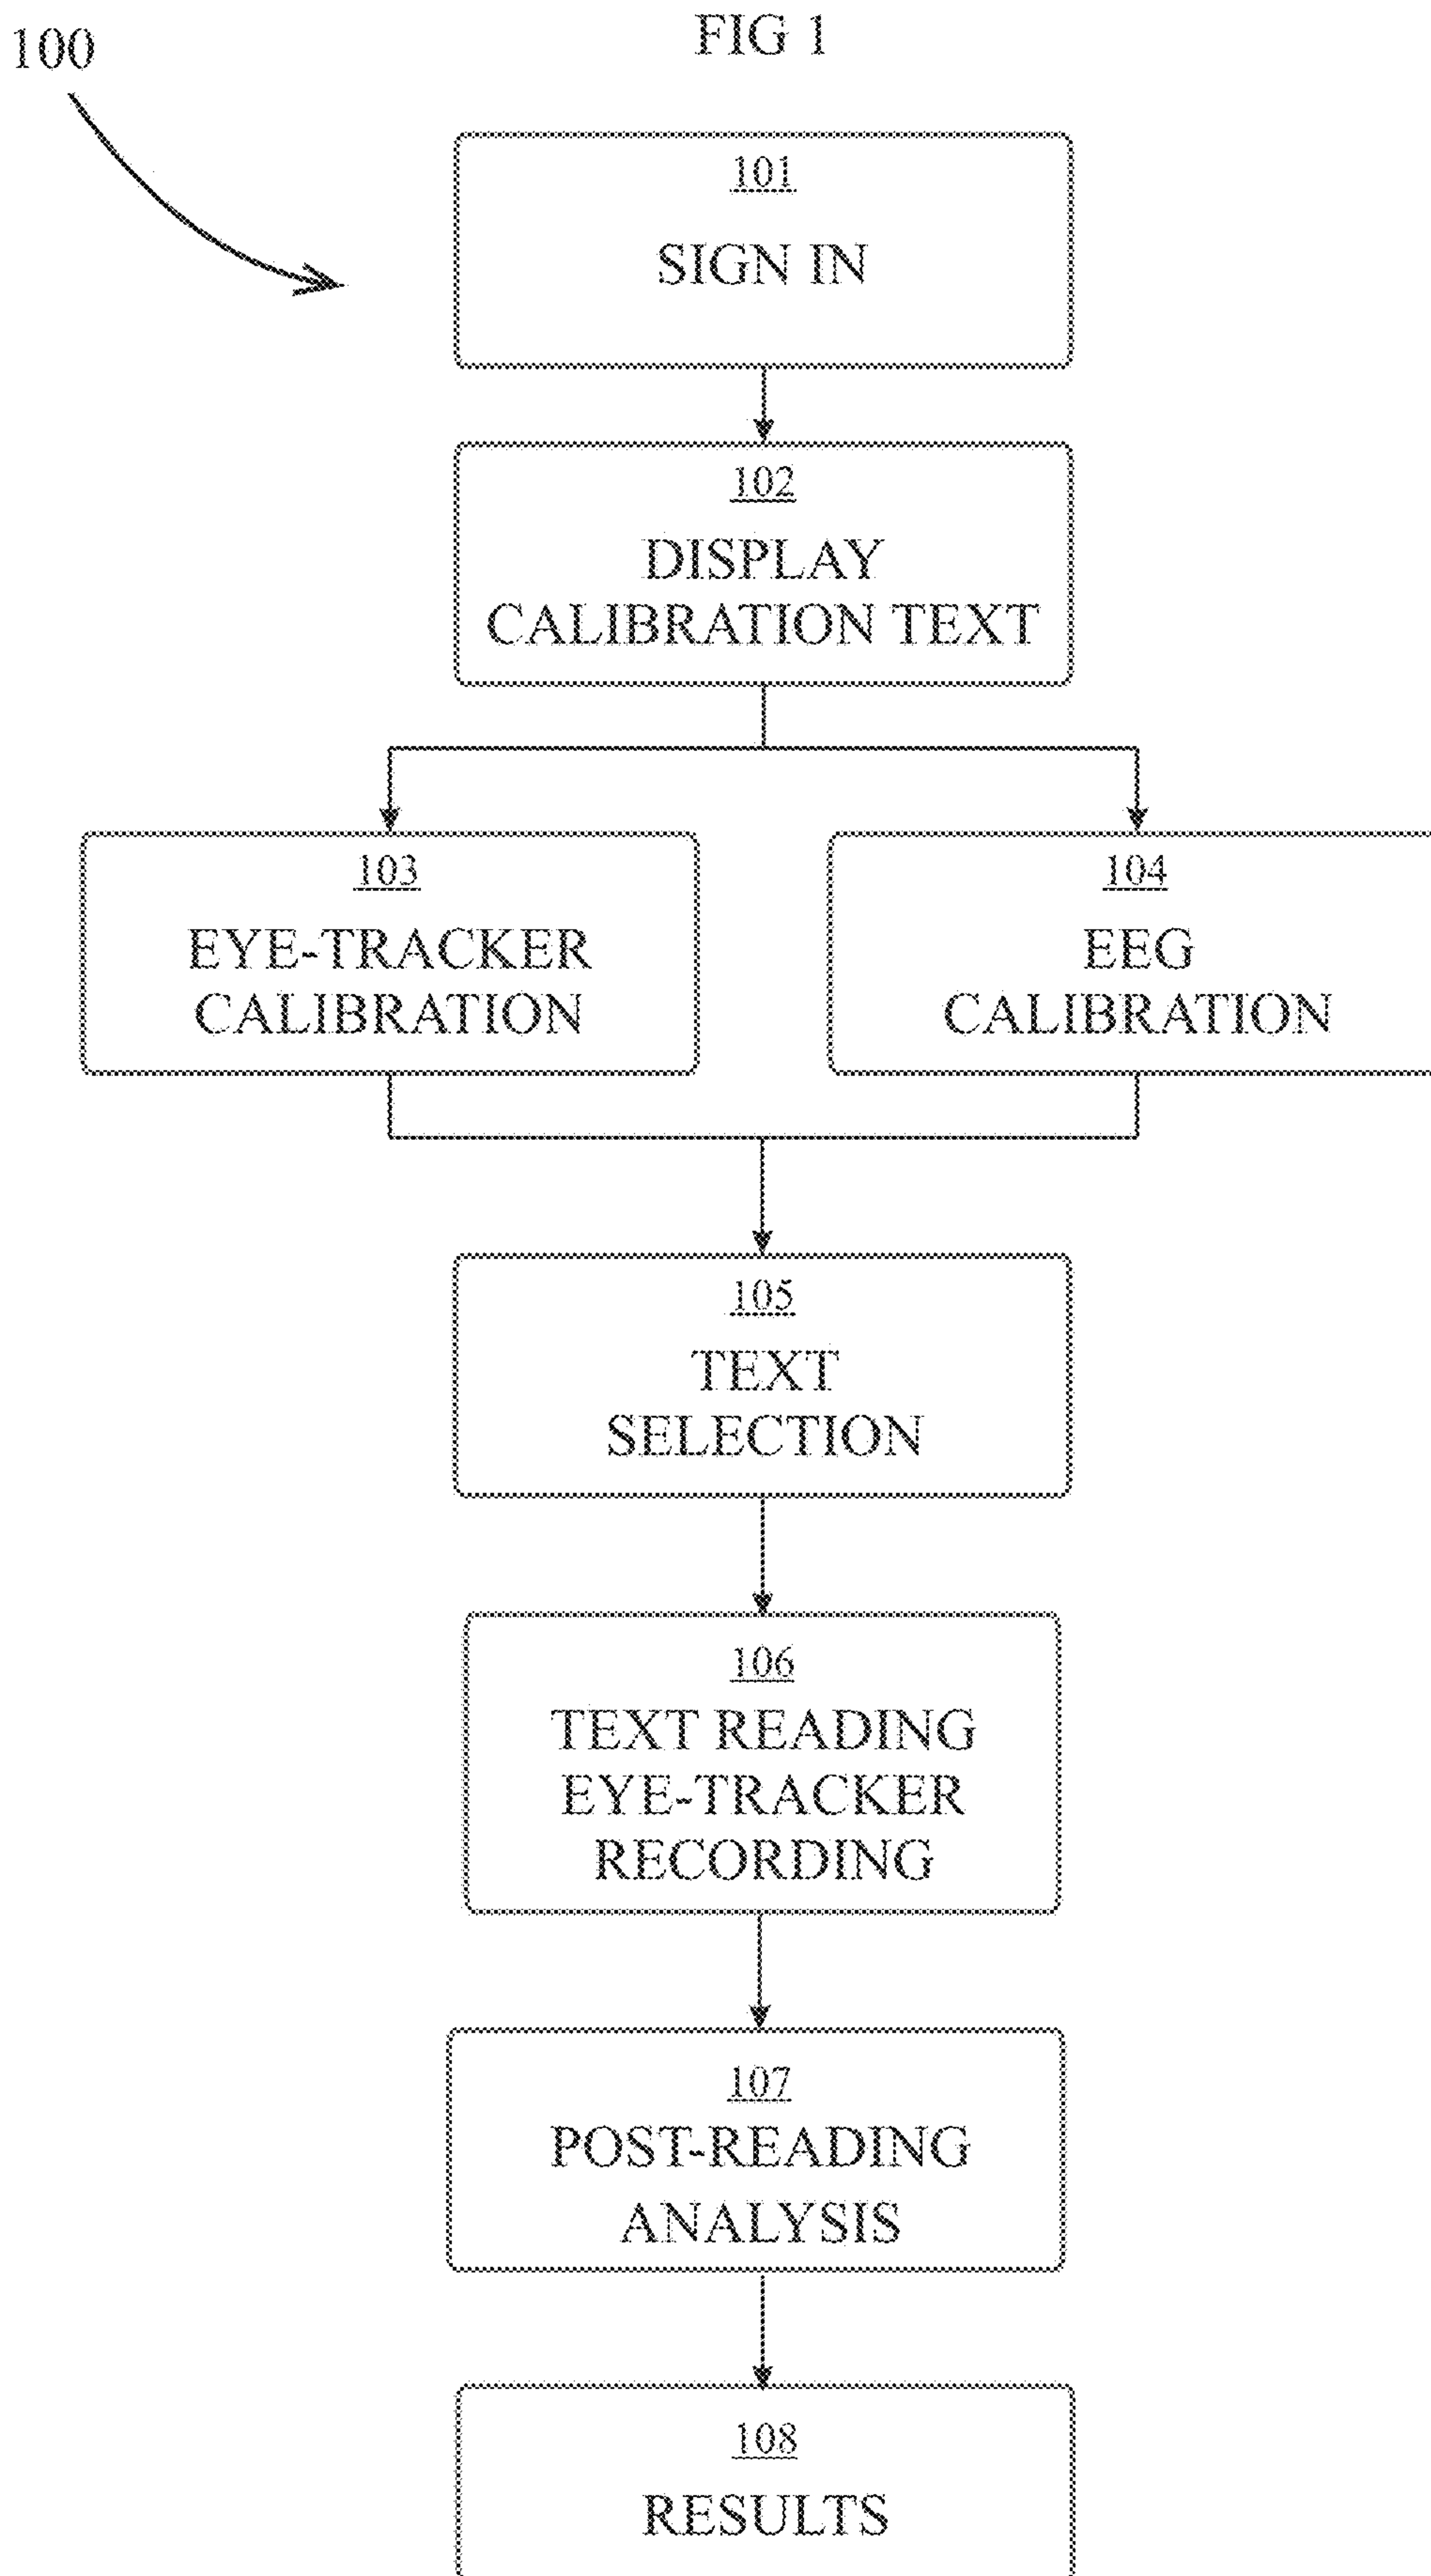 100
FIG 1
101
SIGN IN
102
DISPLAY
CALIBRATION TEXT
103
EYE-TRACKER
CALIBRATION
104
EEG
CALIBRATION
105
TEXT
SELECTION
106
TEXT READING
EYE-TRACKER
RECORDING
107
POST-READING
ANALYSIS
108
RESULTS